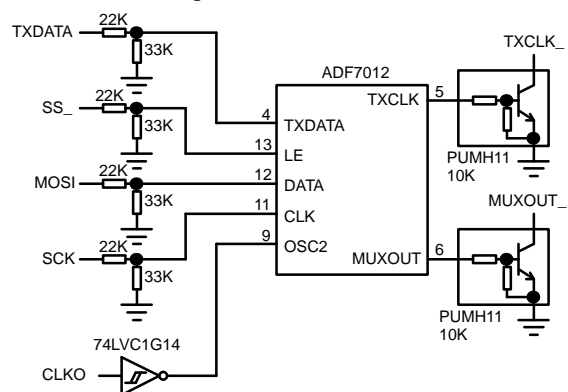 22K
TXDATA
33K
ADF7012
TXCLK_
22K
SS_
33K
TXCLK
5
4
TXDATA
13
LE
PUMH11
10K
22K
MOSI
12
DATA
33K
11
CLK
MUXOUT_
22K
SCK
9
OSC2
33K
MUXOUT
6
PUMH11
10K
74LVC1G14
CLKO